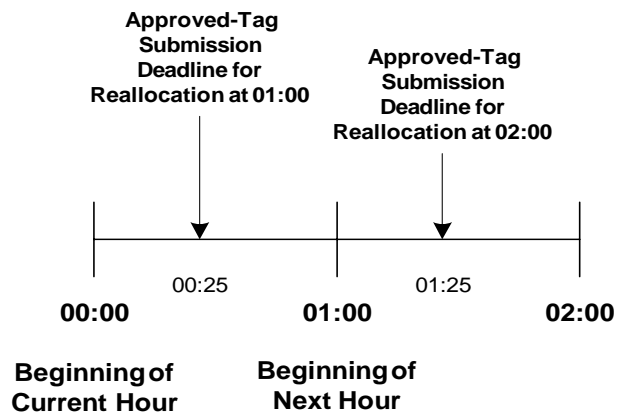 Approved-Tag
Submission
Deadline for
Reallocation at 01:00
Approved-Tag
Submission
Deadline for
Reallocation at 02:00
00:25
01:25
00:00
01:00
02:00
Beginning of
Current Hour
Beginning of
Next Hour